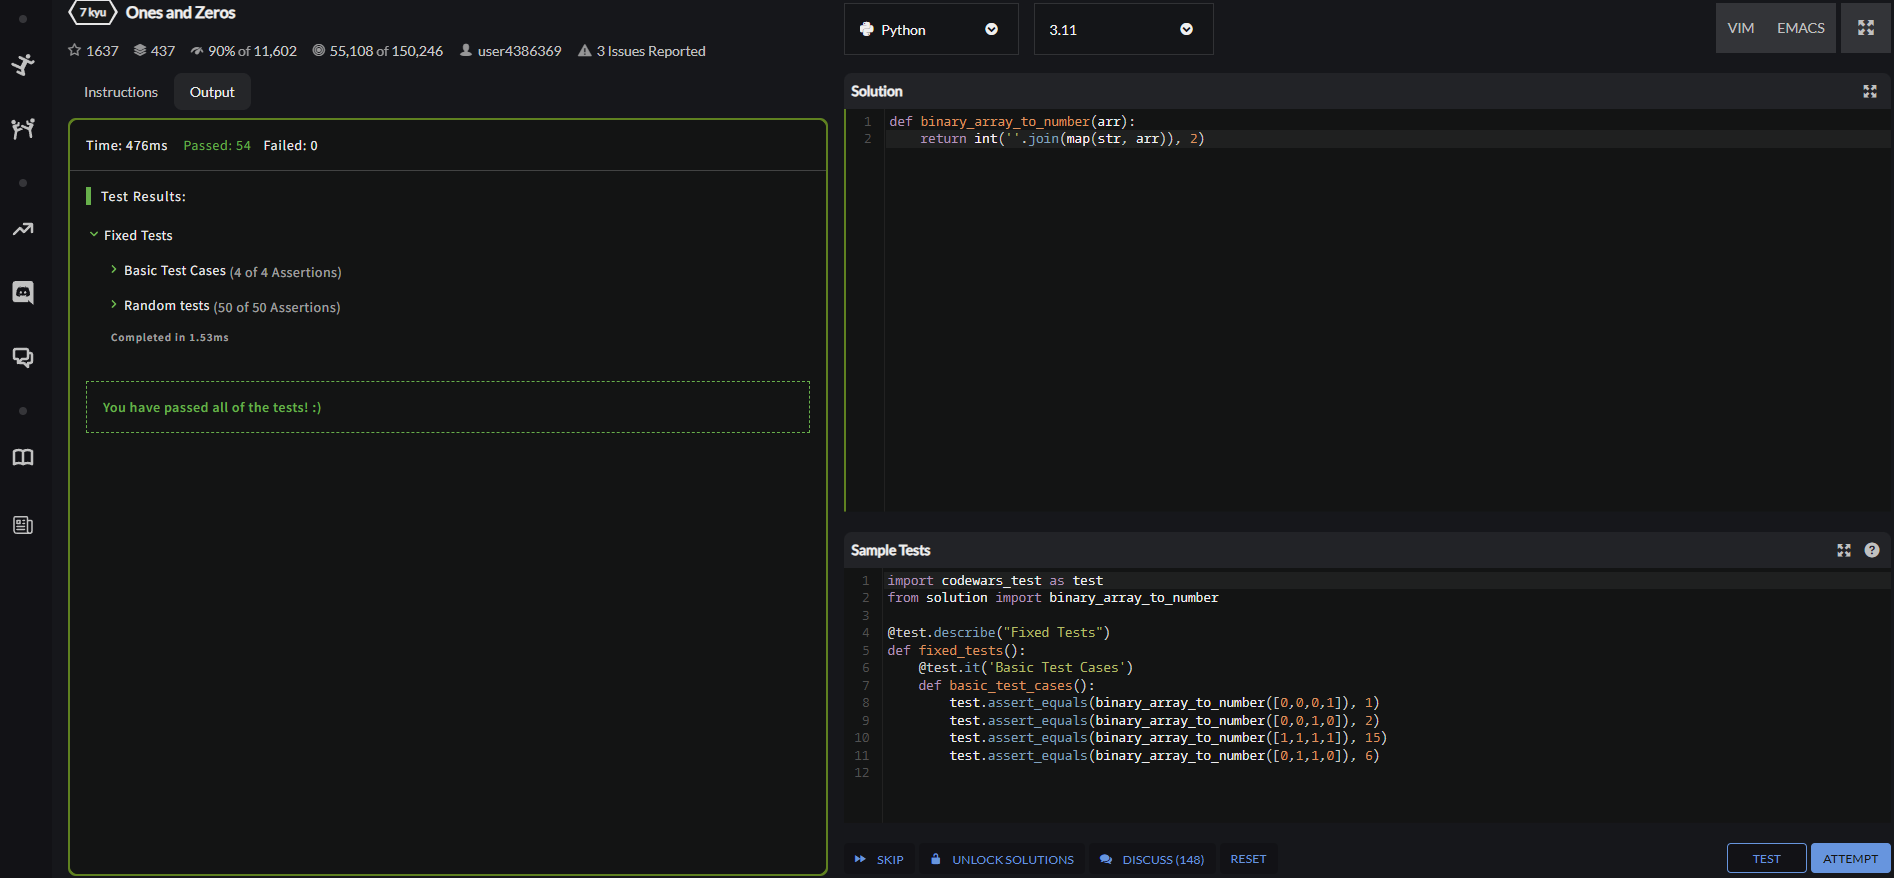 7 kyu Ones and Zeros
1637 437 90% of 11,602 55,108 of 150,246 user4386369 3 Issues Reported
Instructions Output
Time: 476ms Passed: 54 Failed: 0
Test Results:
Fixed Tests
Basic Test Cases (4 of 4 Assertions)
Random tests (50 of 50 Assertions)
Completed in 1.53ms
You have passed all of the tests! :)
Python 3.11 VIM EMACS
Solution
1 def binary_array_to_number(arr):
2     return int(''.join(map(str, arr)), 2)
Sample Tests
1 import codewars_test as test
2 from solution import binary_array_to_number
3
4 @test.describe("Fixed Tests")
5 def fixed_tests():
6     @test.it('Basic Test Cases')
7     def basic_test_cases():
8         test.assert_equals(binary_array_to_number([0,0,0,1]), 1)
9         test.assert_equals(binary_array_to_number([0,0,1,0]), 2)
10         test.assert_equals(binary_array_to_number([1,1,1,1]), 15)
11         test.assert_equals(binary_array_to_number([0,1,1,0]), 6)
12
SKIP UNLOCK SOLUTIONS DISCUSS (148) RESET TEST ATTEMPT